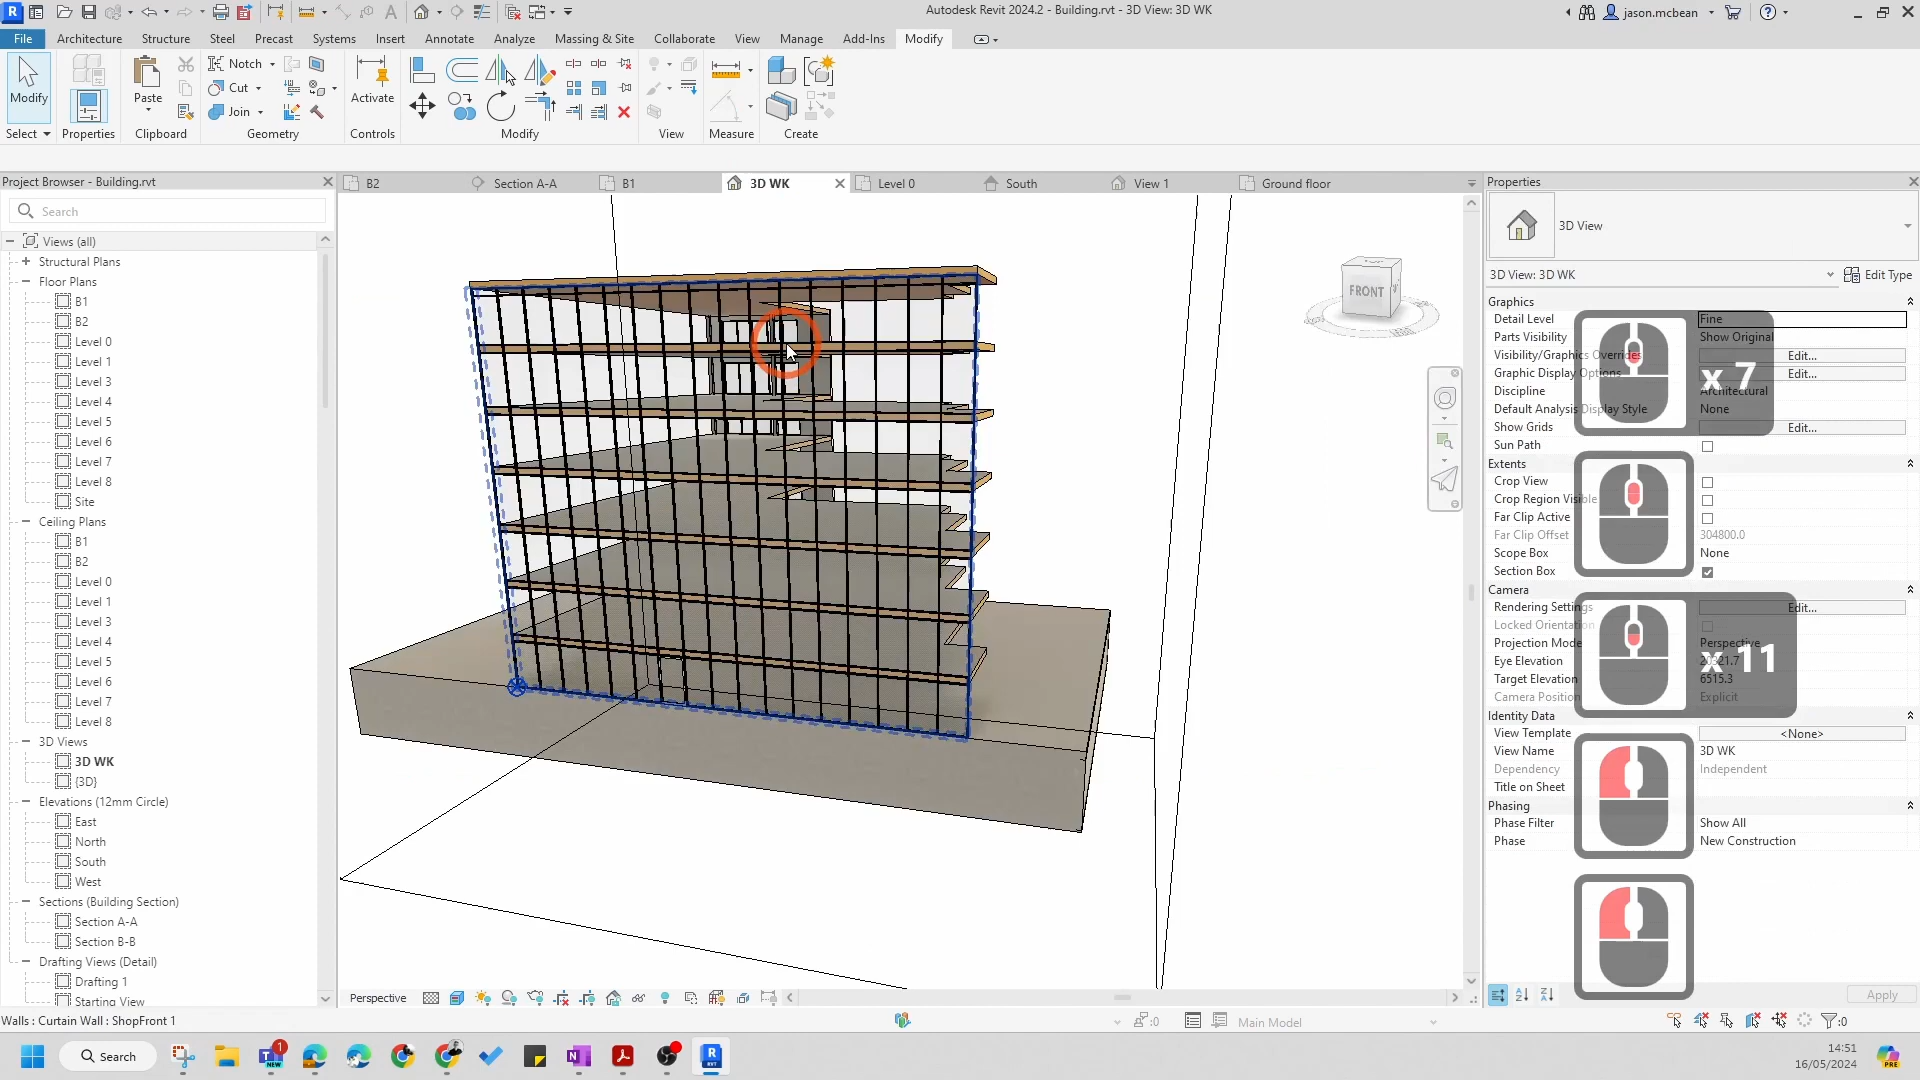 Autodesk Revit 2024.2 - Building.rvt - 3D View: 3D WK
jason.mcbean
File Architecture Structure Steel Precast Systems Insert Annotate Analyze Massing & Site Collaborate View Manage Add-Ins Modify
Modify
Select
Properties
Paste
Clipboard
Notch
Cut
Join
Geometry
Activate
Controls
Modify
View
Measure
Create
Project Browser - Building.rvt
Search
Views (all)
Structural Plans
Floor Plans
B1
B2
Level 0
Level 1
Level 3
Level 4
Level 5
Level 6
Level 7
Level 8
Site
Ceiling Plans
B1
B2
Level 0
Level 1
Level 3
Level 4
Level 5
Level 6
Level 7
Level 8
3D Views
3D WK
{3D}
Elevations (12mm Circle)
East
North
South
West
Sections (Building Section)
Section A-A
Section B-B
Drafting Views (Detail)
Drafting 1
Starting View
B2 Section A-A B1 3D WK Level 0 South View 1 Ground floor
FRONT
Perspective
Properties
3D View
3D View: 3D WK Edit Type
Graphics
Detail Level Fine
Parts Visibility Show Original
Visibility/Graphics Overrides Edit...
Graphic Display Options Edit...
Discipline Architectural
Default Analysis Display Style None
Show Grids Edit...
Sun Path
Extents
Crop View
Crop Region Visible
Far Clip Active
Far Clip Offset 304800.0
Scope Box None
Section Box
Camera
Rendering Settings Edit...
Locked Orientation
Projection Mode Perspective
Eye Elevation
Target Elevation 6515.3
Camera Position Explicit
Identity Data
View Template <None>
View Name 3D WK
Dependency Independent
Title on Sheet
Phasing
Phase Filter Show All
Phase New Construction
x 7
x 11
Apply
Walls : Curtain Wall : ShopFront 1
:0
Main Model
:0
Search
1
NEW
R
RVT
14:51
16/05/2024
PRE